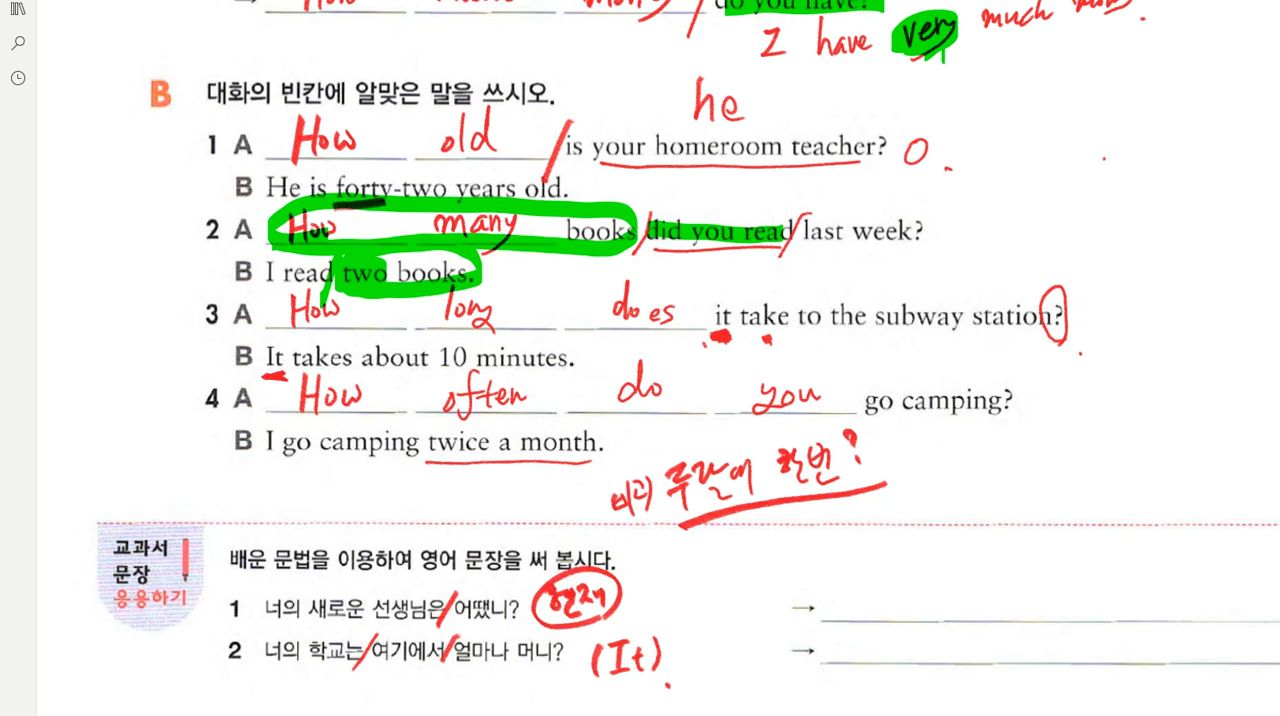 How many do you have?
I have very much
B 대화의 빈칸에 알맞은 말을 쓰시오.
he
1 A How old / is your homeroom teacher? O.
B He is forty-two years old.
2 A How many books / did you read / last week?
B I read two books.
3 A How long does it take to the subway station?
B It takes about 10 minutes.
4 A How often do you go camping?
B I go camping twice a month.
비교) 두달에 한번?
교과서 문장 응용하기
배운 문법을 이용하여 영어 문장을 써 봅시다.
1 너의 새로운 선생님은 / 어땠니? 현재 →
2 너의 학교는 / 여기에서 / 얼마나 머니? (It). →